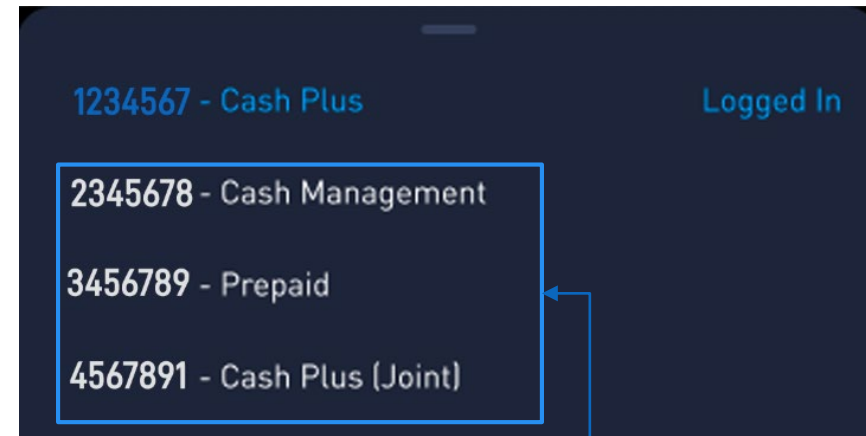 1234567 - Cash Plus Logged In
2345678 - Cash Management
3456789 - Prepaid
4567891 - Cash Plus (Joint)